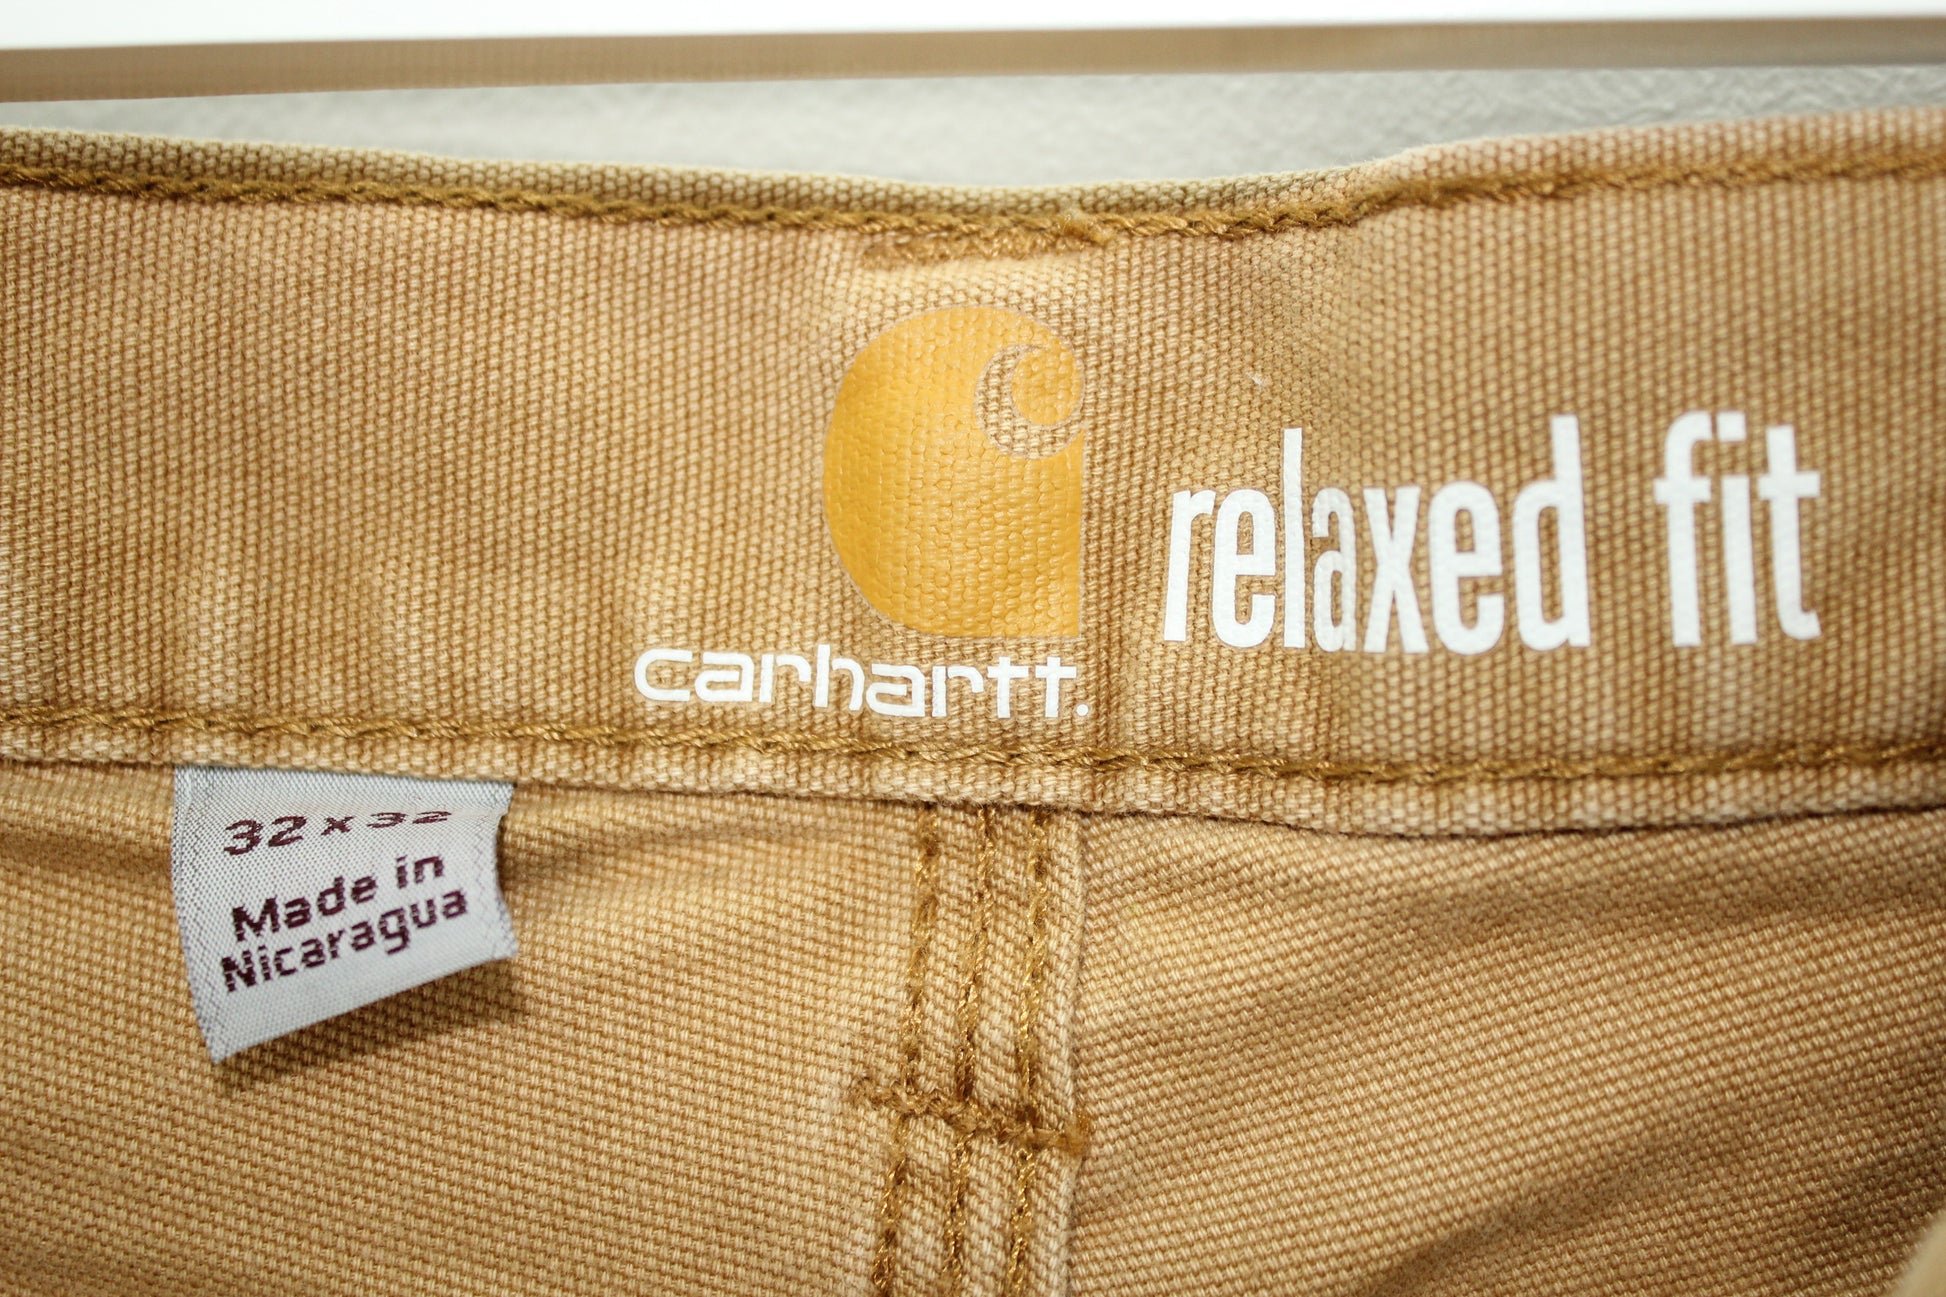 carhartt.
relaxed fit
32 x 32
Made in
Nicaragua